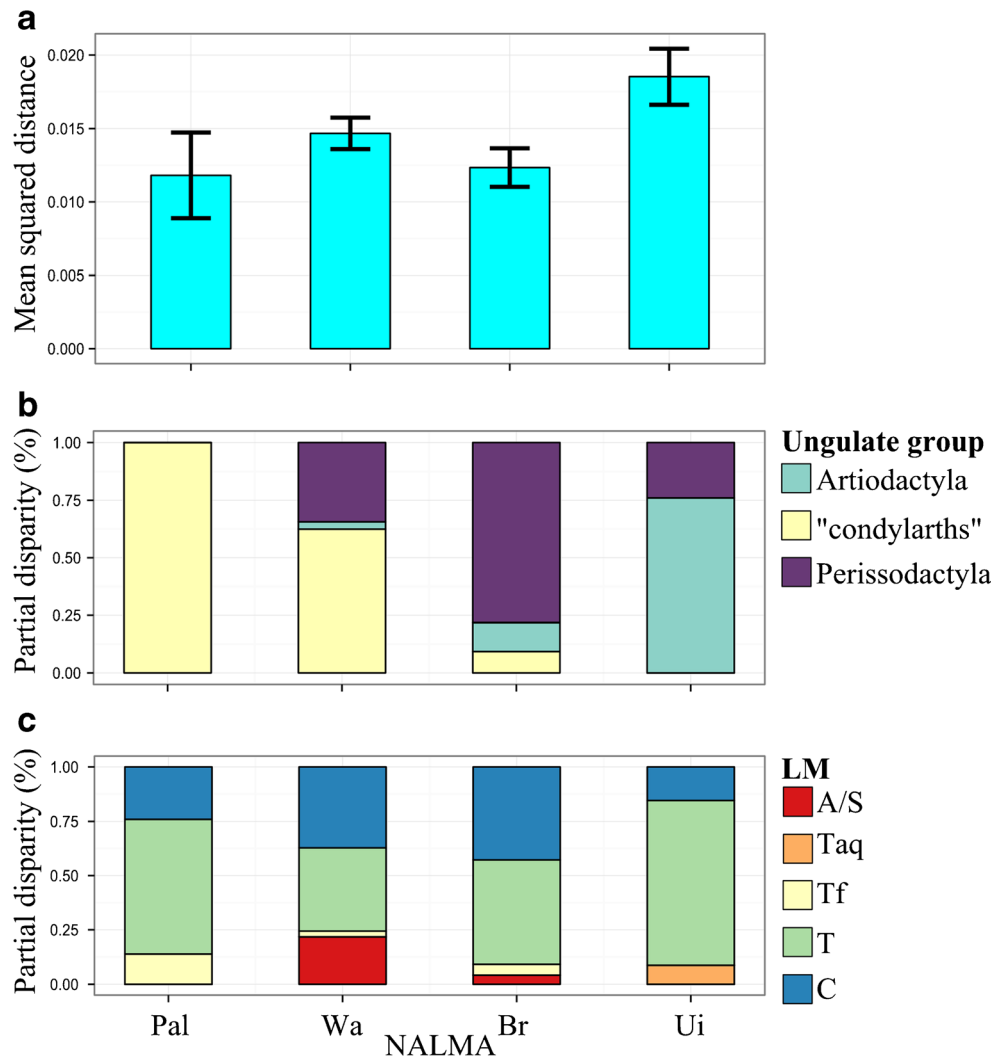 a
Mean squared distance
0.020
0.015
0.010
0.005
0.000
b
Partial disparity (%)
1.00
0.75
0.50
0.25
0.00
Ungulate group
Artiodactyla
"condylarths"
Perissodactyla
c
Partial disparity (%)
1.00
0.75
0.50
0.25
0.00
LM
A/S
Taq
Tf
T
C
Pal Wa Br Ui
NALMA